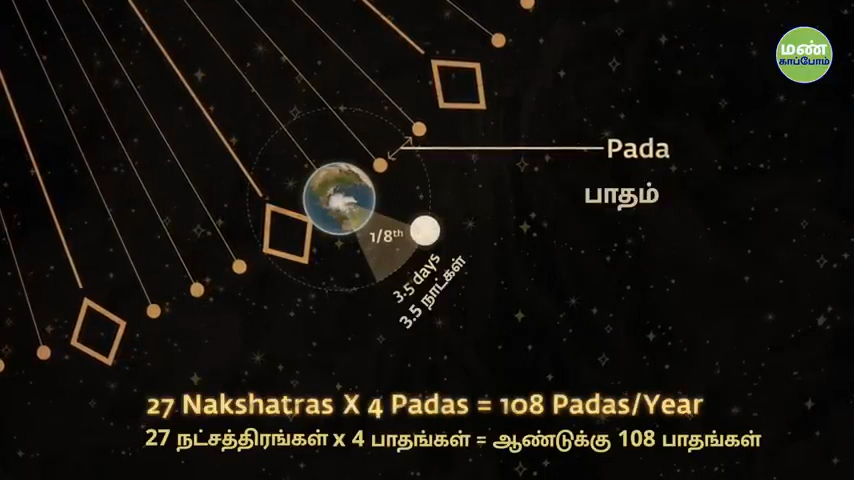 மண்
காப்போம்
Pada
பாதம்
1/8th
3.5 days
3.5 நாட்கள்
27 Nakshatras X 4 Padas = 108 Padas/Year
27 நட்சத்திரங்கள் x 4 பாதங்கள் = ஆண்டுக்கு 108 பாதங்கள்